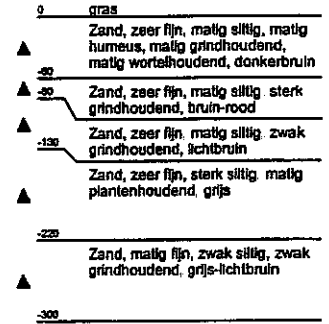 0 gras
Zand, zeer fijn, matig siltig, matig
humeus, matig grindhoudend,
matig wortelhoudend, donkerbruin
-60
-80 Zand, zeer fijn, matig siltig, sterk
grindhoudend, bruin-rood
Zand, zeer fijn, matig siltig, zwak
-130 grindhoudend, lichtbruin
Zand, zeer fijn, sterk siltig, matig
plantenhoudend, grijs
-220
Zand, matig fijn, zwak siltig, zwak
grindhoudend, grijs-lichtbruin
-300